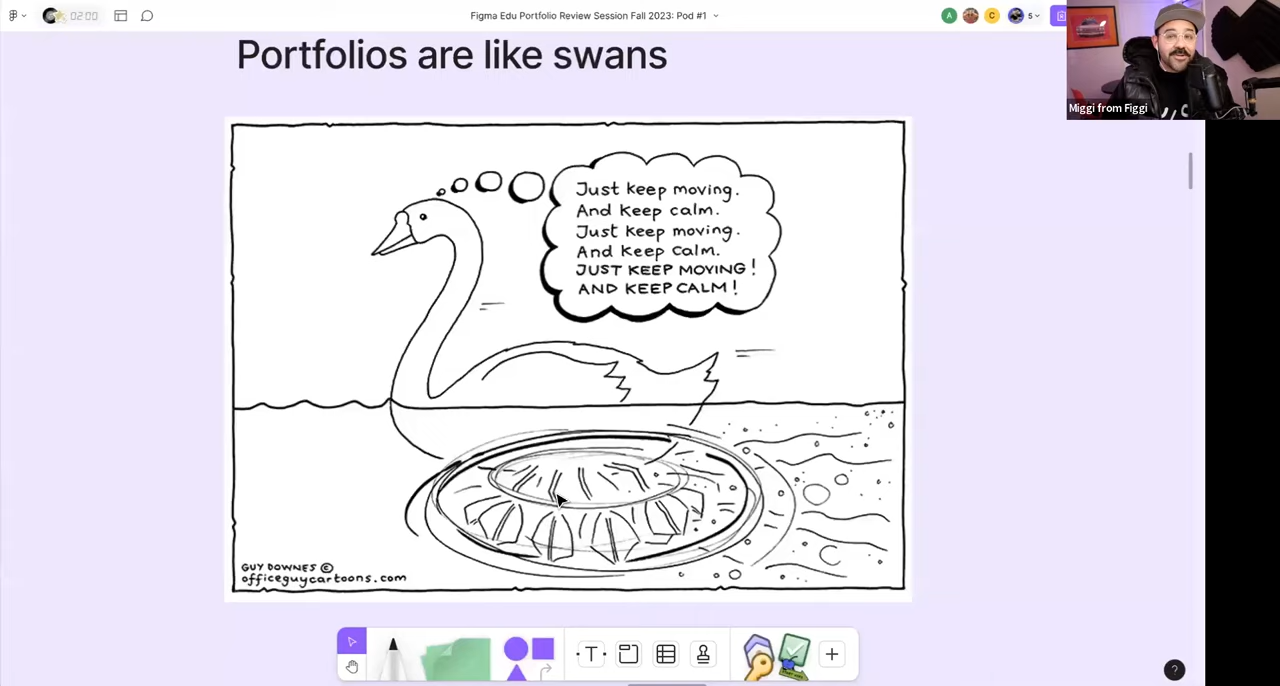 02:00
Figma Edu Portfolio Review Session Fall 2023: Pod #1
A
C
5
Portfolios are like swans
Miggi from Figgi
Just keep moving.
And keep calm.
Just keep moving.
And keep calm.
JUST KEEP MOVING!
AND KEEP CALM!
GUY DOWNES ©
officeguycartoons.com
T
?